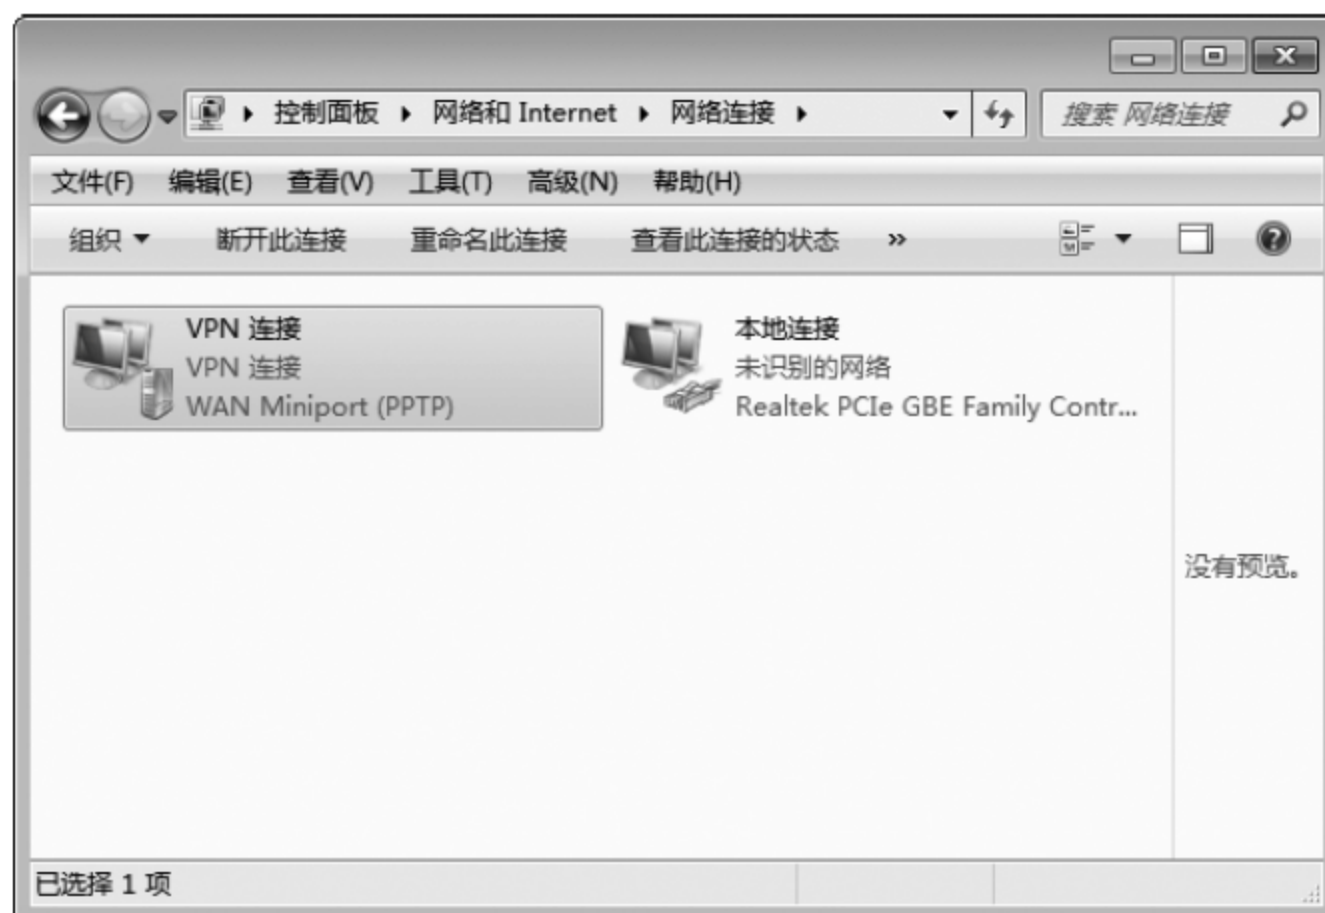 控制面板 网络和 Internet 网络连接 搜索 网络连接
文件(F) 编辑(E) 查看(V) 工具(T) 高级(N) 帮助(H)
组织 断开此连接 重命名此连接 查看此连接的状态 »
VPN 连接
VPN 连接
WAN Miniport (PPTP)
本地连接
未识别的网络
Realtek PCIe GBE Family Contr...
没有预览。
已选择 1 项